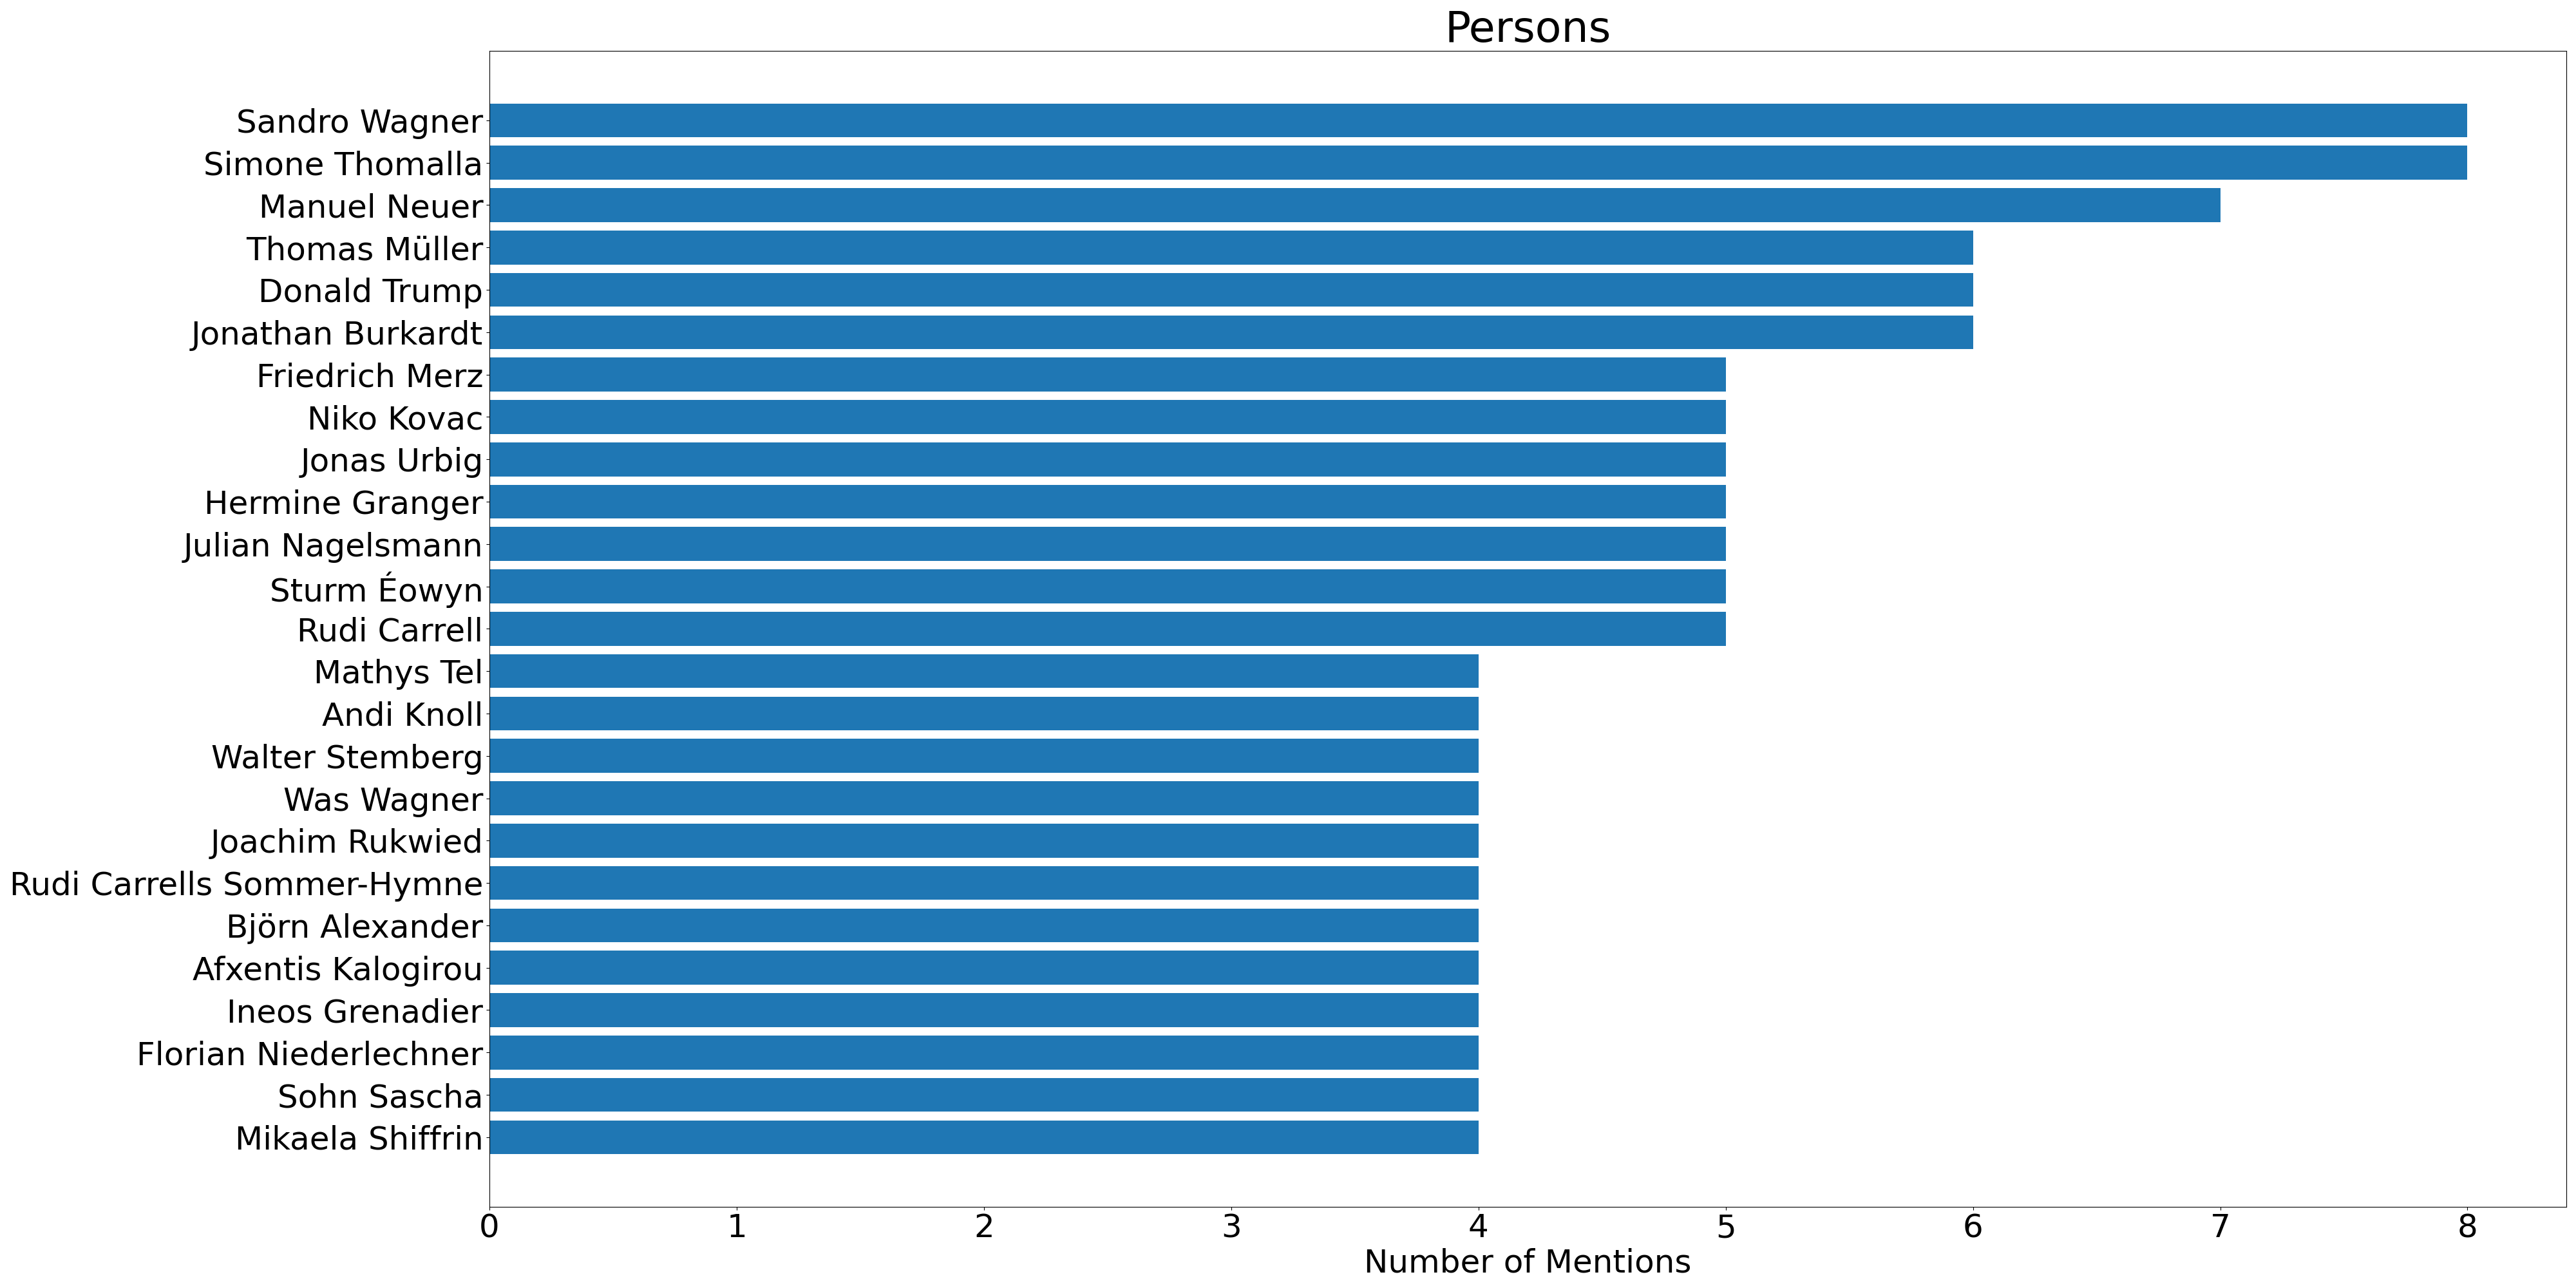 Persons
Sandro Wagner
Simone Thomalla
Manuel Neuer
Thomas Müller
Donald Trump
Jonathan Burkardt
Friedrich Merz
Niko Kovac
Jonas Urbig
Hermine Granger
Julian Nagelsmann
Sturm Éowyn
Rudi Carrell
Mathys Tel
Andi Knoll
Walter Stemberg
Was Wagner
Joachim Rukwied
Rudi Carrells Sommer-Hymne
Björn Alexander
Afxentis Kalogirou
Ineos Grenadier
Florian Niederlechner
Sohn Sascha
Mikaela Shiffrin
0 1 2 3 4 5 6 7 8
Number of Mentions